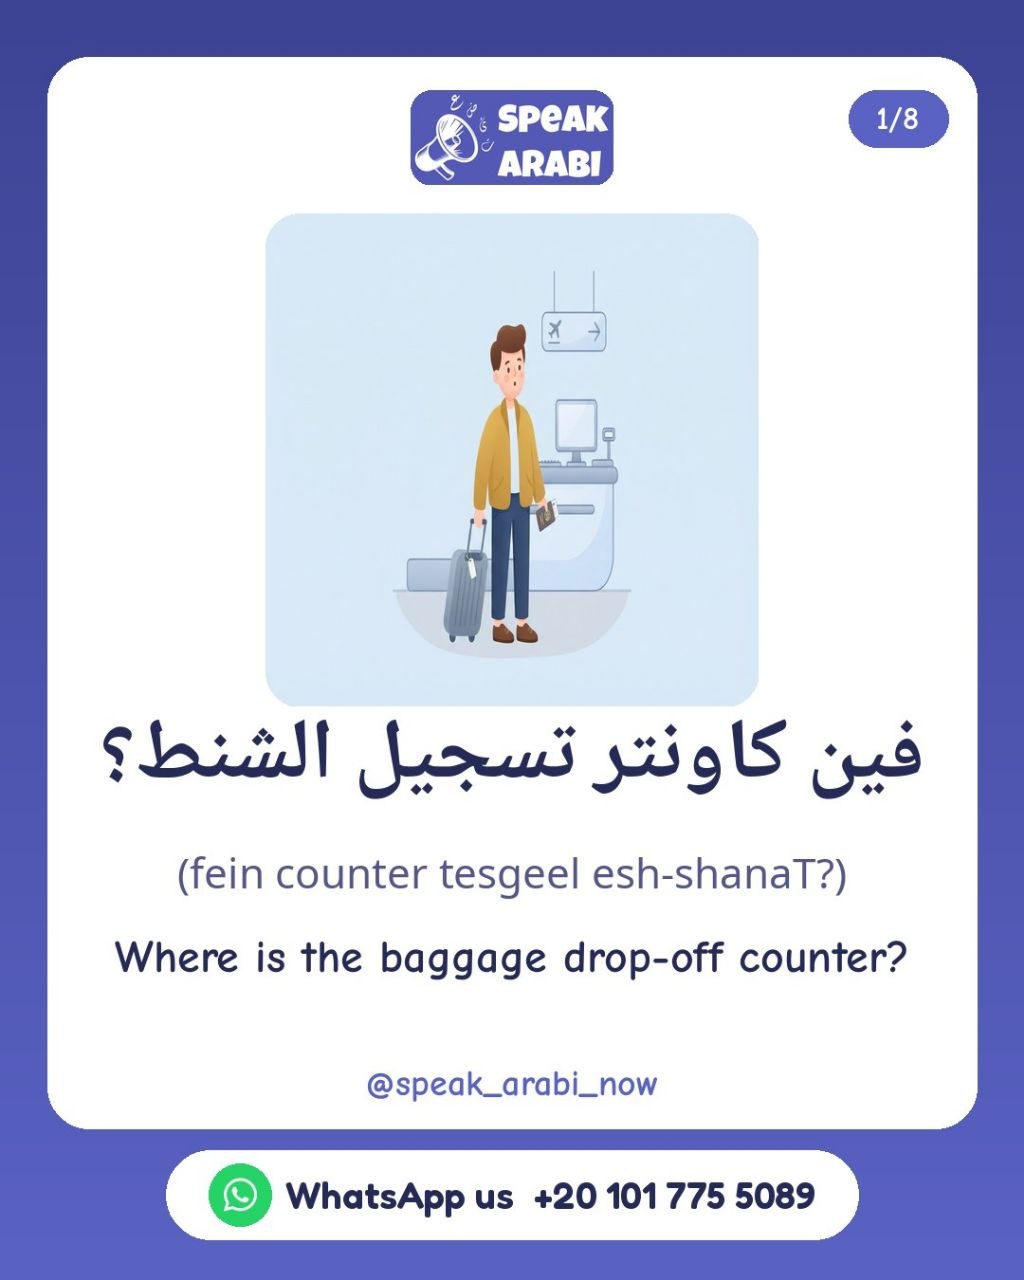 SPEAK
ARABI
1/8
فين كاونتر تسجيل الشنط؟
(fein counter tesgeel esh-shanaT?)
Where is the baggage drop-off counter?
@speak_arabi_now
WhatsApp us +20 101 775 5089